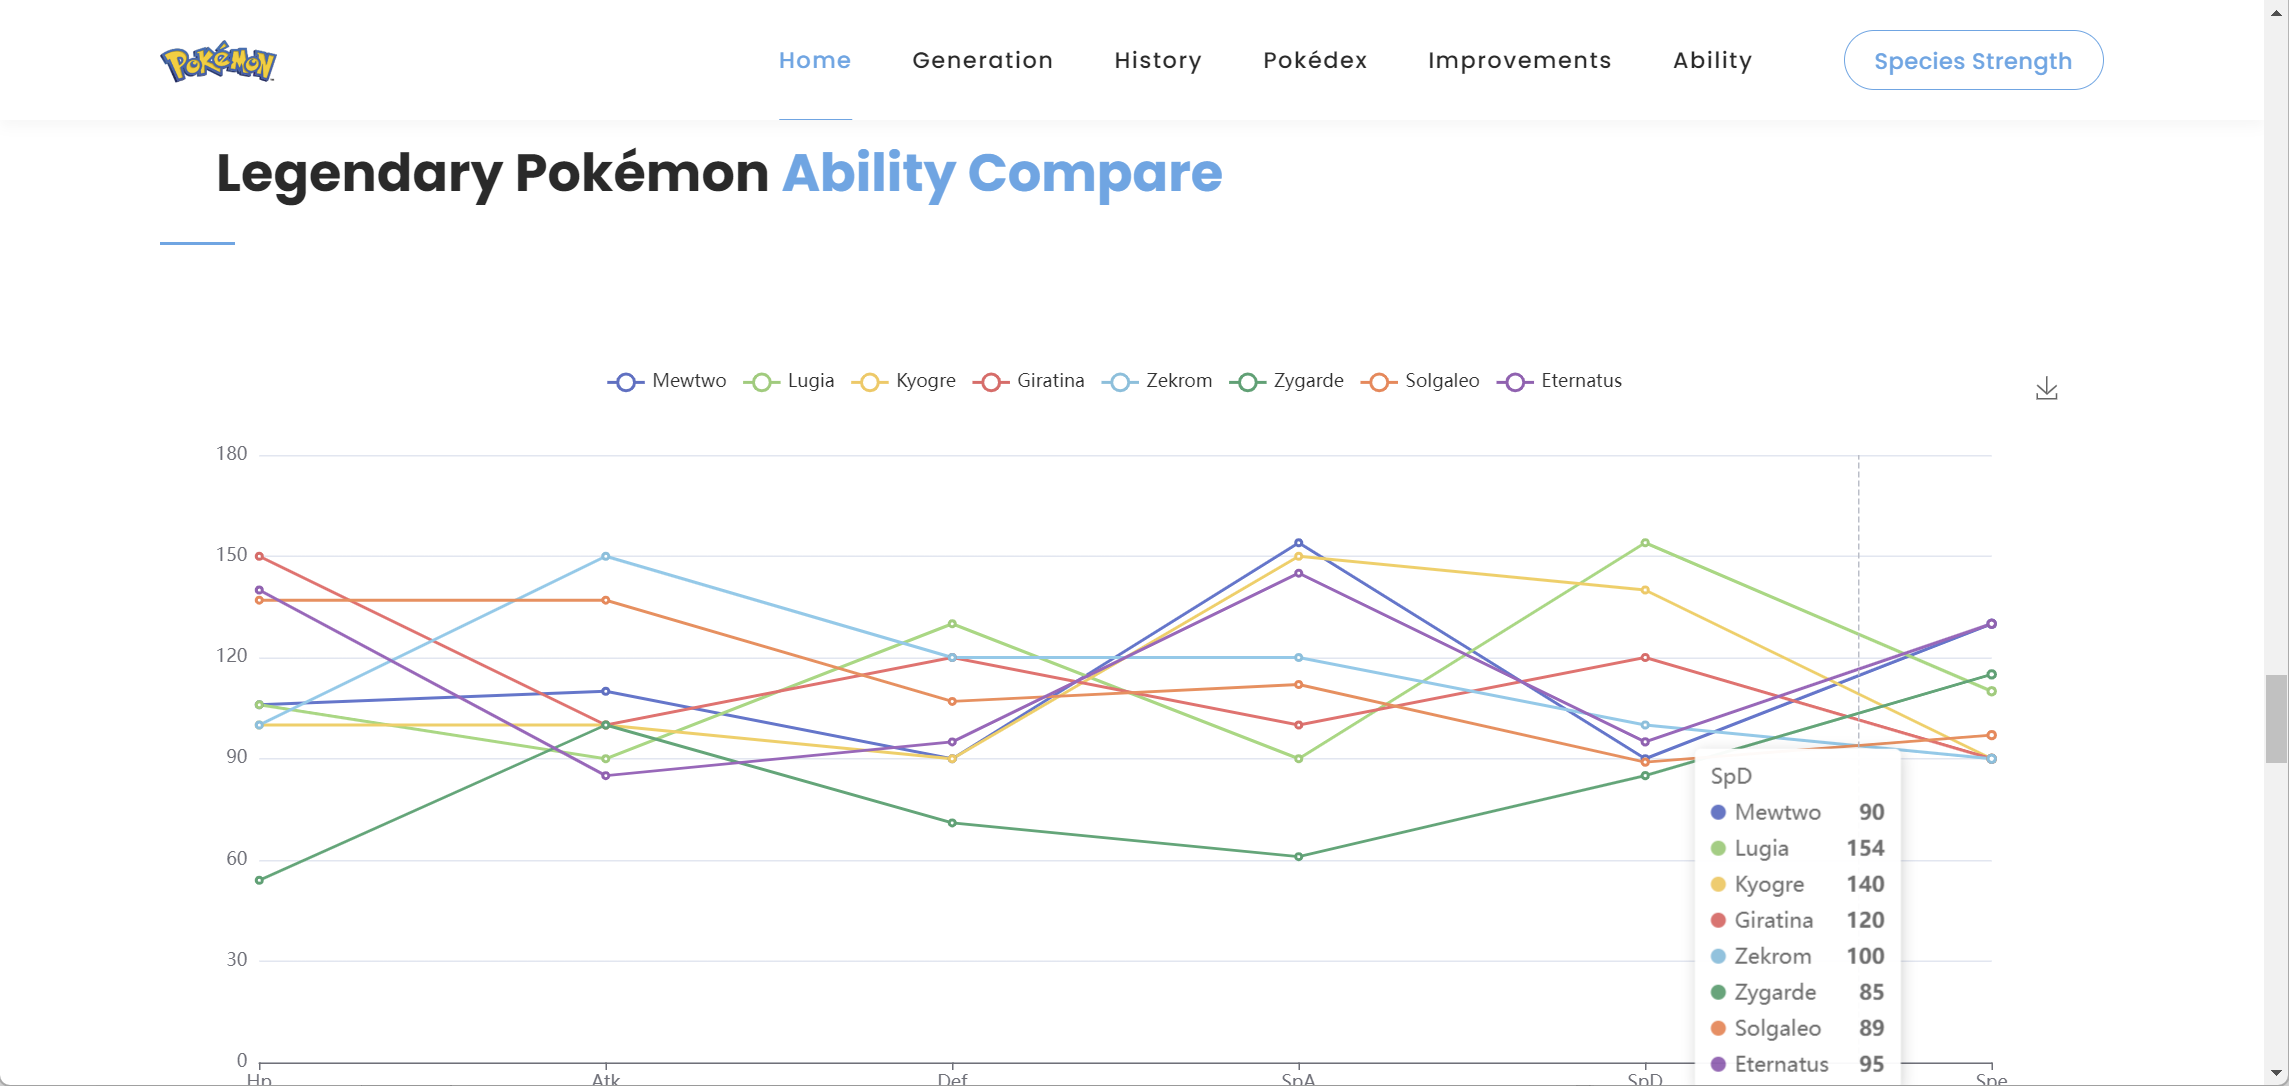 POKéMON
Home Generation History Pokédex Improvements Ability Species Strength
Legendary Pokémon Ability Compare
Mewtwo Lugia Kyogre Giratina Zekrom Zygarde Solgaleo Eternatus
180
150
120
90
60
30
0
Hp Atk Def SpA SpD Spe
SpD
Mewtwo 90
Lugia 154
Kyogre 140
Giratina 120
Zekrom 100
Zygarde 85
Solgaleo 89
Eternatus 95